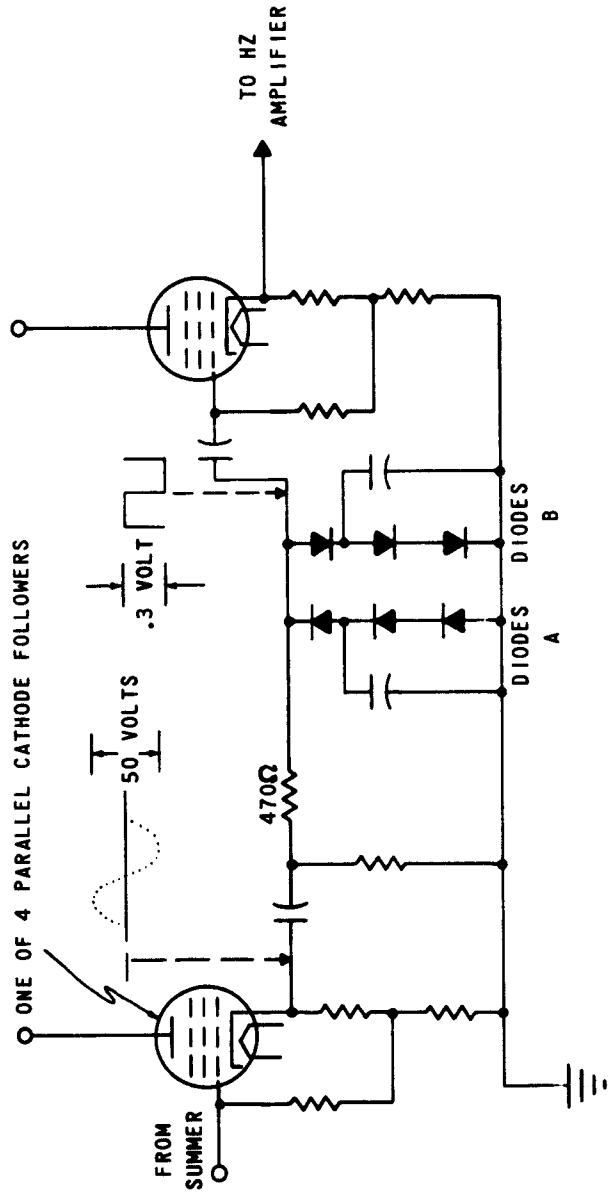 ONE OF 4 PARALLEL CATHODE FOLLOWERS
FROM
SUMMER
50 VOLTS
.3 VOLT
470Ω
DIODES
A
DIODES
B
TO HZ
AMPLIFIER